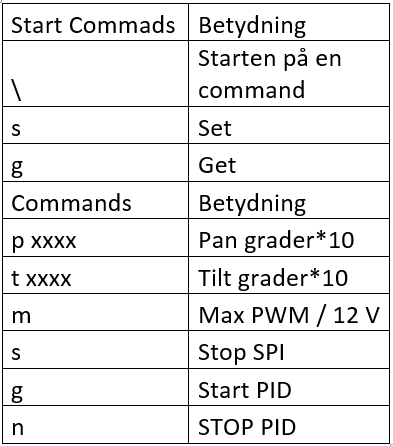 Start Commads Betydning
\ Starten på en
command
s Set
g Get
Commands Betydning
p xxxx Pan grader*10
t xxxx Tilt grader*10
m Max PWM / 12 V
s Stop SPI
g Start PID
n STOP PID